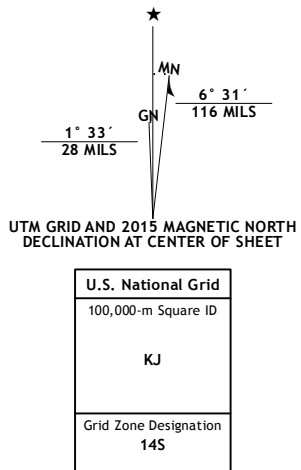 ★
MN
GN
6° 31´
116 MILS
1° 33´
28 MILS
UTM GRID AND 2015 MAGNETIC NORTH
DECLINATION AT CENTER OF SHEET
U.S. National Grid
100,000-m Square ID
KJ
Grid Zone Designation
14S